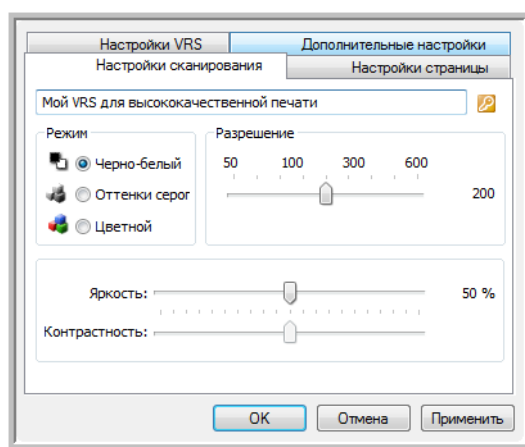 Настройки VRS
Дополнительные настройки
Настройки сканирования
Настройки страницы
Мой VRS для высококачественной печати
Режим
Черно-белый
Оттенки серог
Цветной
Разрешение
50 100 300 600
200
Яркость: 50 %
Контрастность:
OK Отмена Применить